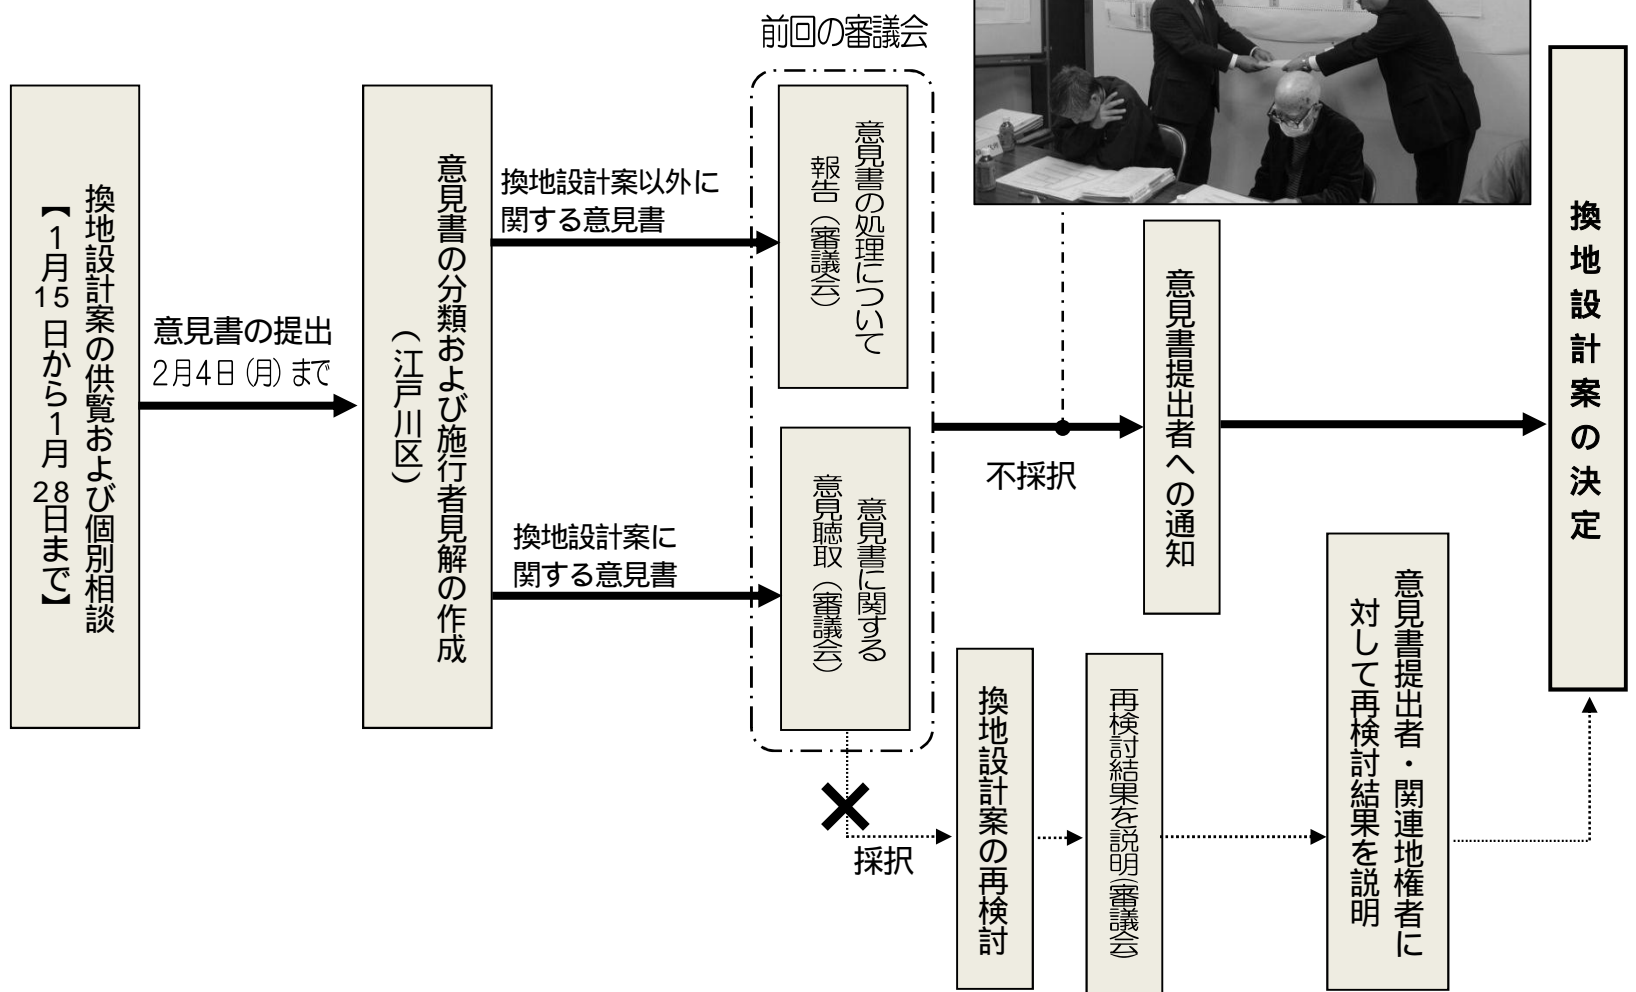 前回の審議会
換地設計案の供覧および個別相談
【1月15日から1月28日まで】
意見書の提出
2月4日（月）まで
意見書の分類および施行者見解の作成
（江戸川区）
換地設計案以外に
関する意見書
換地設計案に
関する意見書
意見書の処理について
報告（審議会）
意見書に関する
意見聴取（審議会）
不採択
採択
意見書提出者への通知
換地設計案の再検討
再検討結果を説明（審議会）
意見書提出者・関連地権者に
対して再検討結果を説明
換地設計案の決定